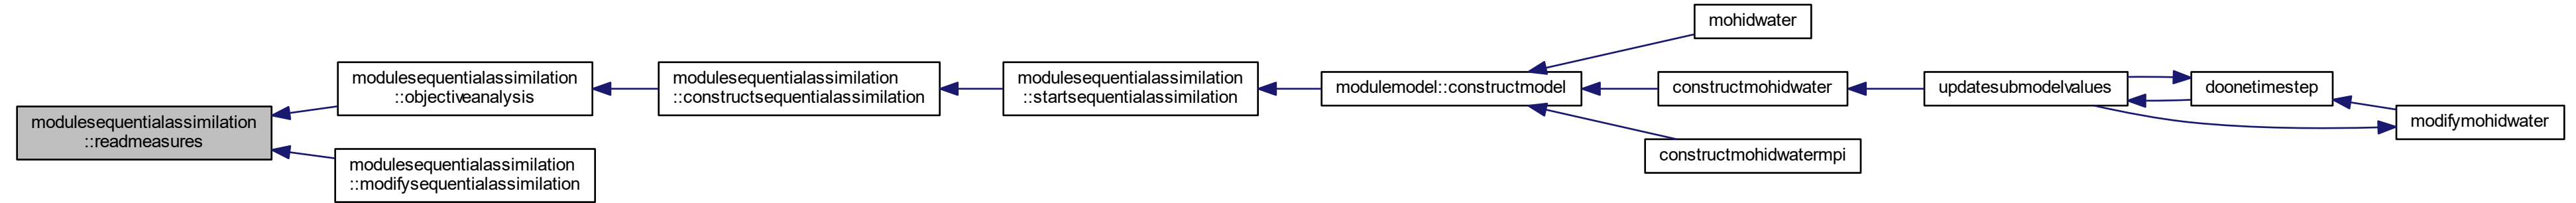 modulesequentialassimilation
::readmeasures
modulesequentialassimilation
::objectiveanalysis
modulesequentialassimilation
::modifysequentialassimilation
modulesequentialassimilation
::constructsequentialassimilation
modulesequentialassimilation
::startsequentialassimilation
modulemodel::constructmodel
mohidwater
constructmohidwater
constructmohidwatermpi
updatesubmodelvalues
doonetimestep
modifymohidwater